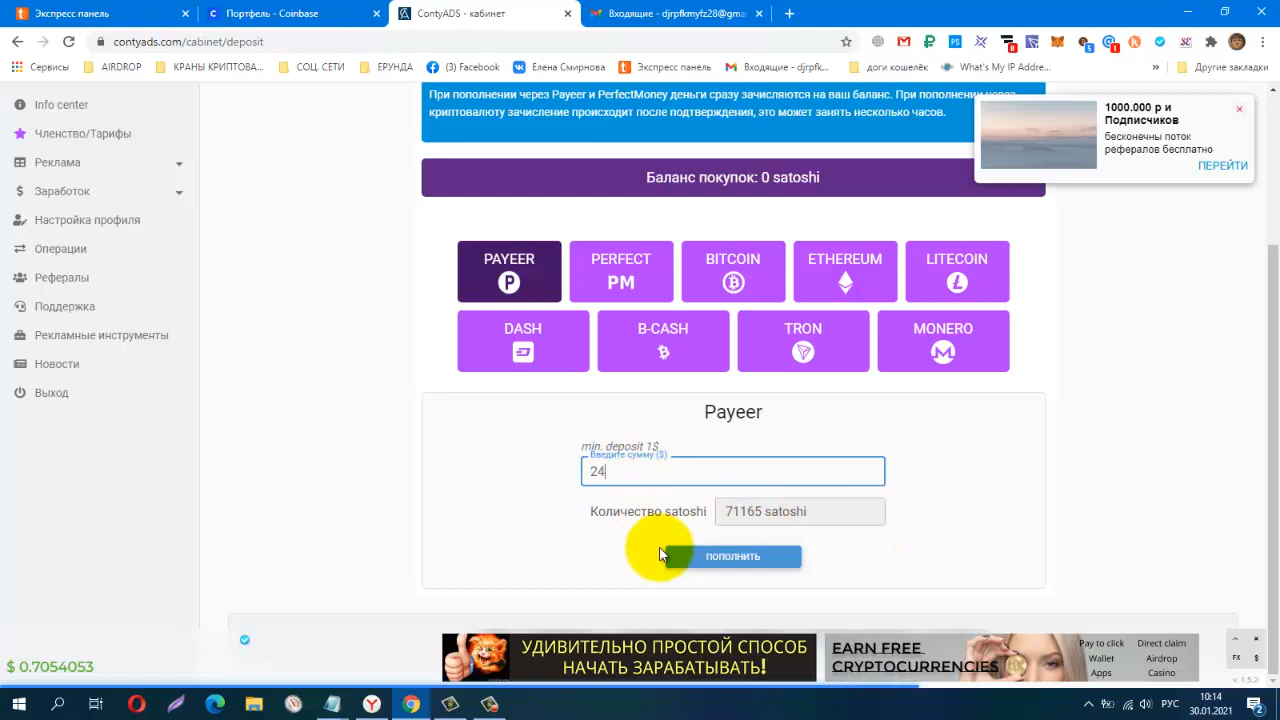 Экспресс панель
Портфель - Coinbase
ContyADS - кабинет
Входящие - djrpfkmyfz28@gma
contyads.com/cabinet/deposit
Сервисы
AIRDROP
КРАНЫ КРИПТОВА...
СОЦ. СЕТИ
ЕРУНДА
(3) Facebook
Елена Смирнова
Экспресс панель
Входящие - djrpfk...
доги кошелёк
What's My IP Addre...
»
Другие закладки
Info center
Членство/Тарифы
Реклама
Заработок
Настройка профиля
Операции
Рефералы
Поддержка
Рекламные инструменты
Новости
Выход
При пополнении через Payeer и PerfectMoney деньги сразу зачисляются на ваш баланс. При пополнении через
криптовалюту зачисление происходит после подтверждения, это может занять несколько часов.
1000.000 р и
Подписчиков
бесконечны поток
рефералов бесплатно
ПЕРЕЙТИ
Баланс покупок: 0 satoshi
PAYEER
PERFECT
PM
BITCOIN
ETHEREUM
LITECOIN
DASH
B-CASH
TRON
MONERO
Payeer
min. deposit 1$
Введите сумму ($)
24
Количество satoshi
71165 satoshi
ПОПОЛНИТЬ
УДИВИТЕЛЬНО ПРОСТОЙ СПОСОБ
НАЧАТЬ ЗАРАБАТЫВАТЬ!
EARN FREE
CRYPTOCURRENCIES
Pay to click
Direct claim
Wallet
Airdrop
Apps
Casino
FX
$
v. 1.5.2
$ 0.7054053
РУС
10:14
30.01.2021